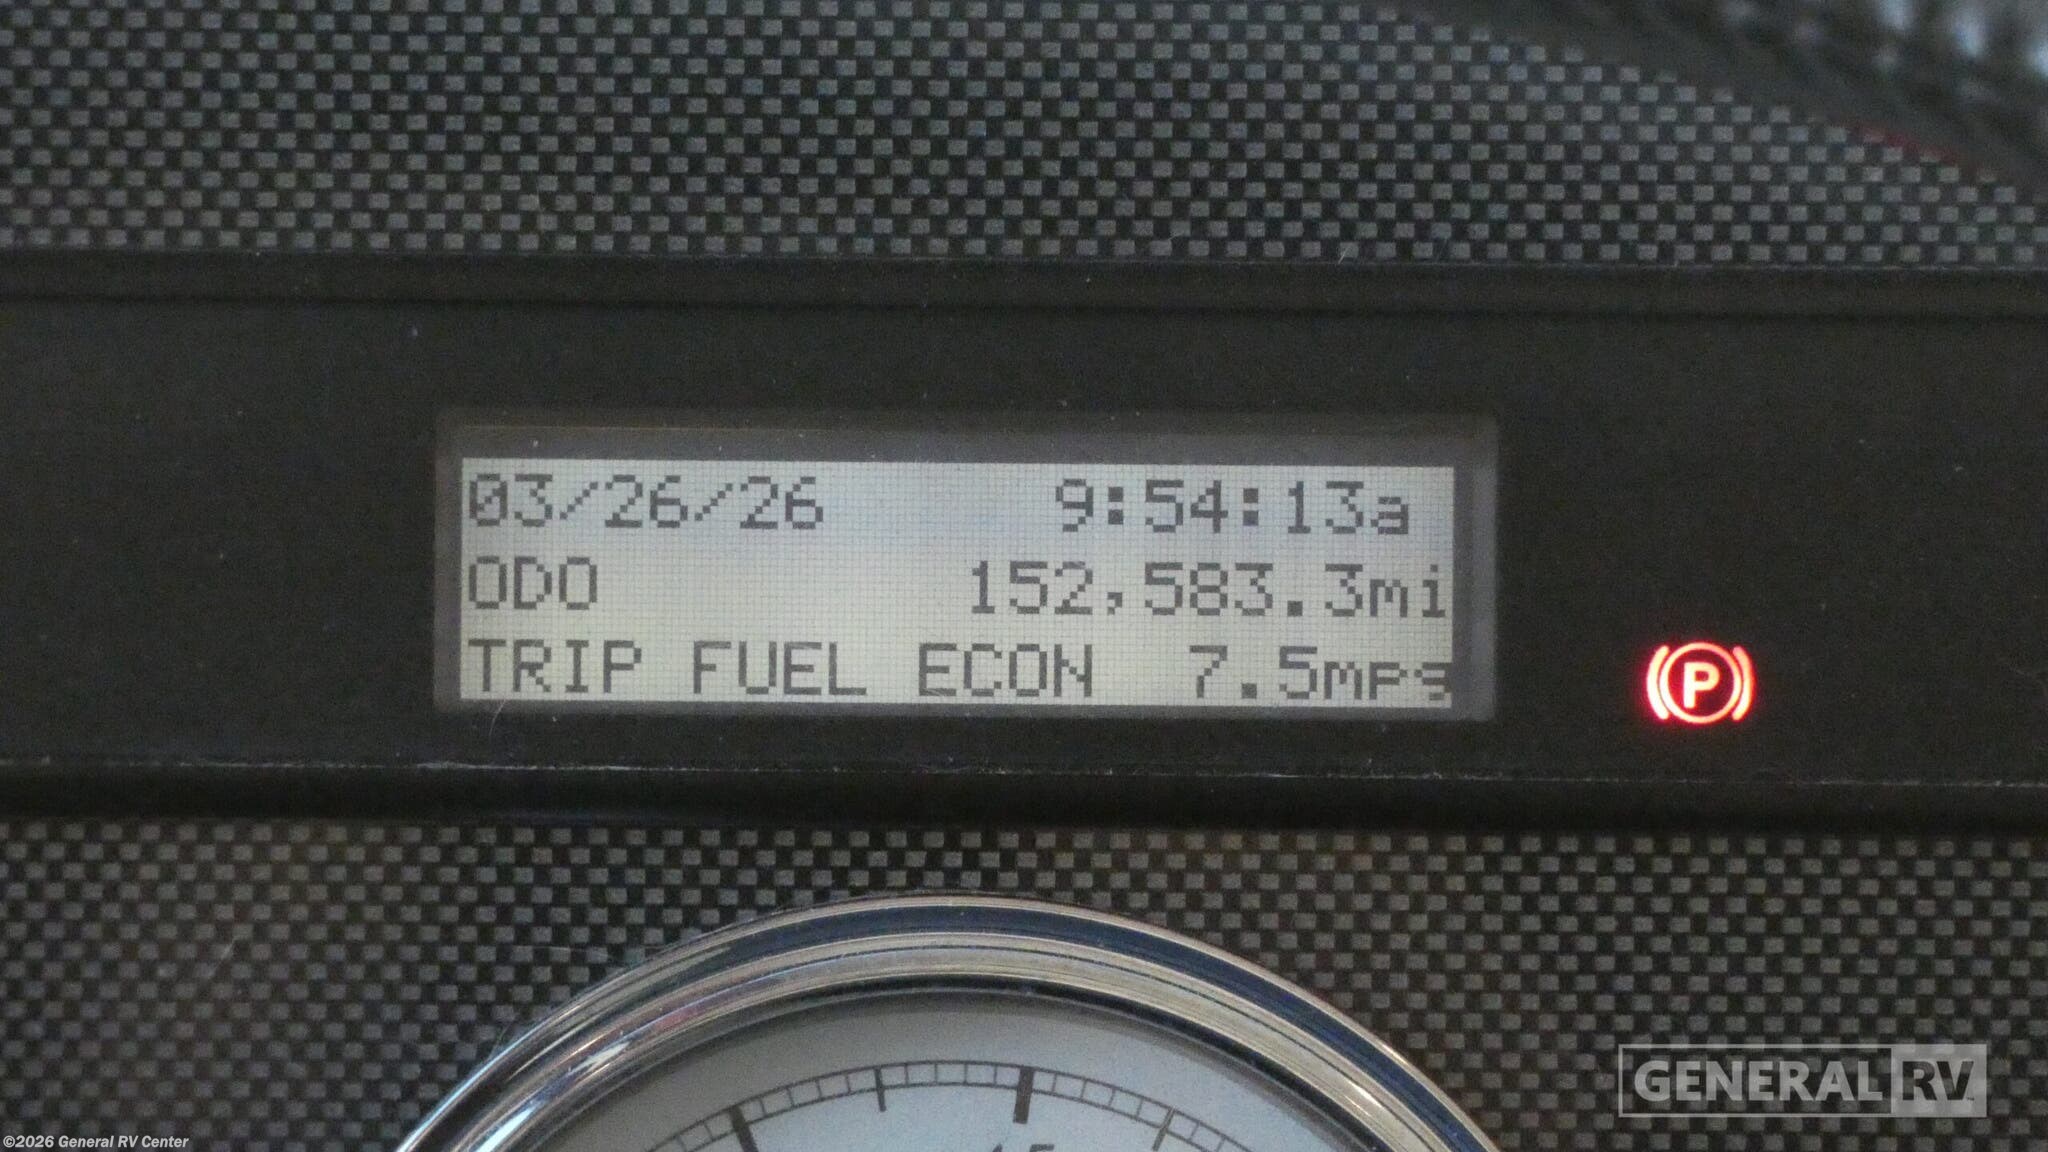 03/26/26 9:54:13a
ODO 152,583.3mi
TRIP FUEL ECON 7.5mpg
P
GENERAL RV
©2026 General RV Center